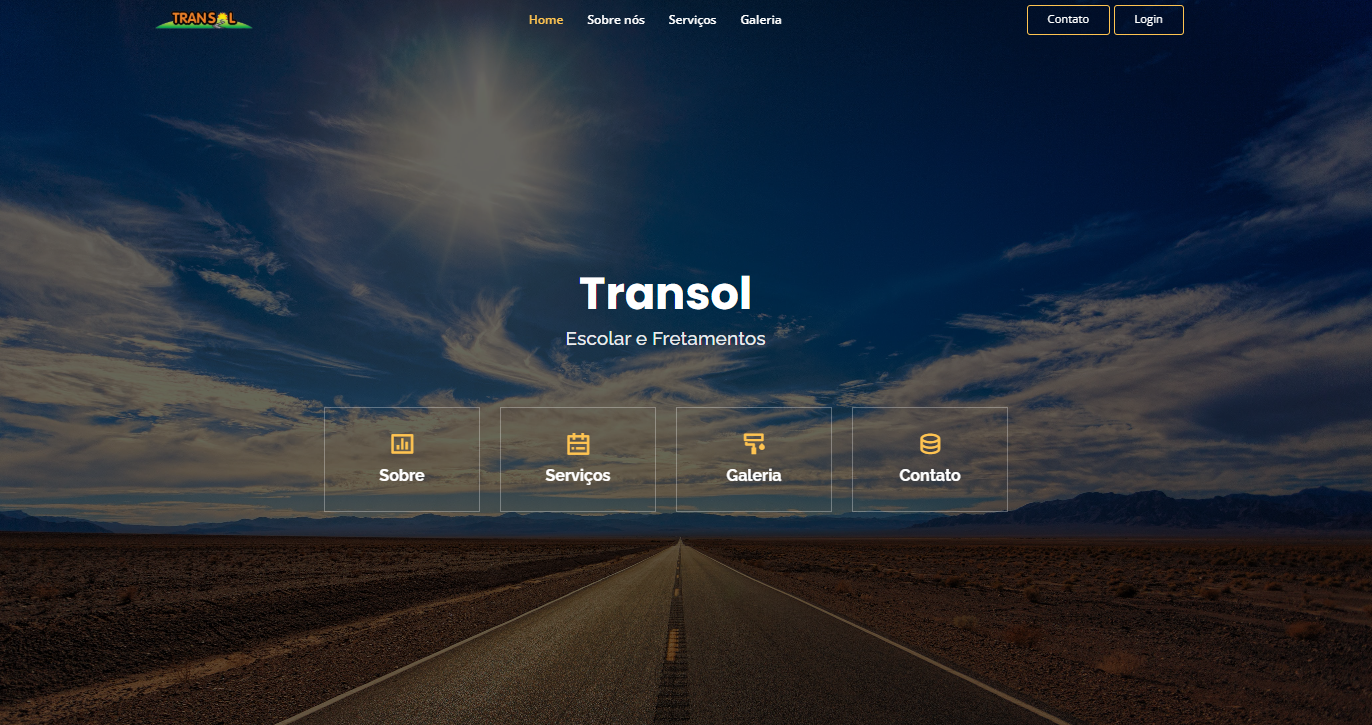 TRANSOL
Home
Sobre nós
Serviços
Galeria
Contato
Login
Transol
Escolar e Fretamentos
Sobre
Serviços
Galeria
Contato